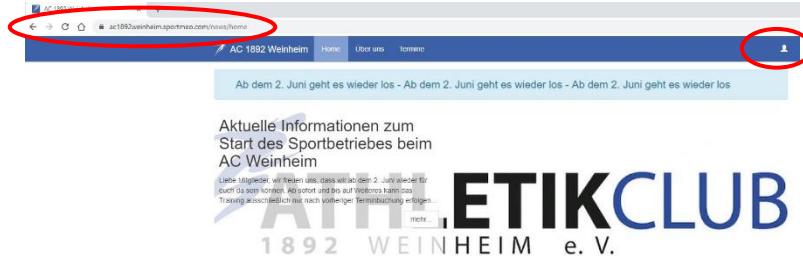 AC 1892 Weinheim
ac1892weinheim.sportmeo.com/news/home
AC 1892 Weinheim Home Über uns Termine
Ab dem 2. Juni geht es wieder los - Ab dem 2. Juni geht es wieder los - Ab dem 2. Juni geht es wieder los
Aktuelle Informationen zum
Start des Sportbetriebes beim
AC Weinheim
Liebe Mitglieder, wir freuen uns, dass wir ab dem 2. Juni wieder für
euch da sein können. Ab sofort und bis auf Weiteres kann das
Training ausschließlich nur nach vorheriger Terminbuchung erfolgen...
mehr...
ATHLETIKCLUB
1892 WEINHEIM e. V.